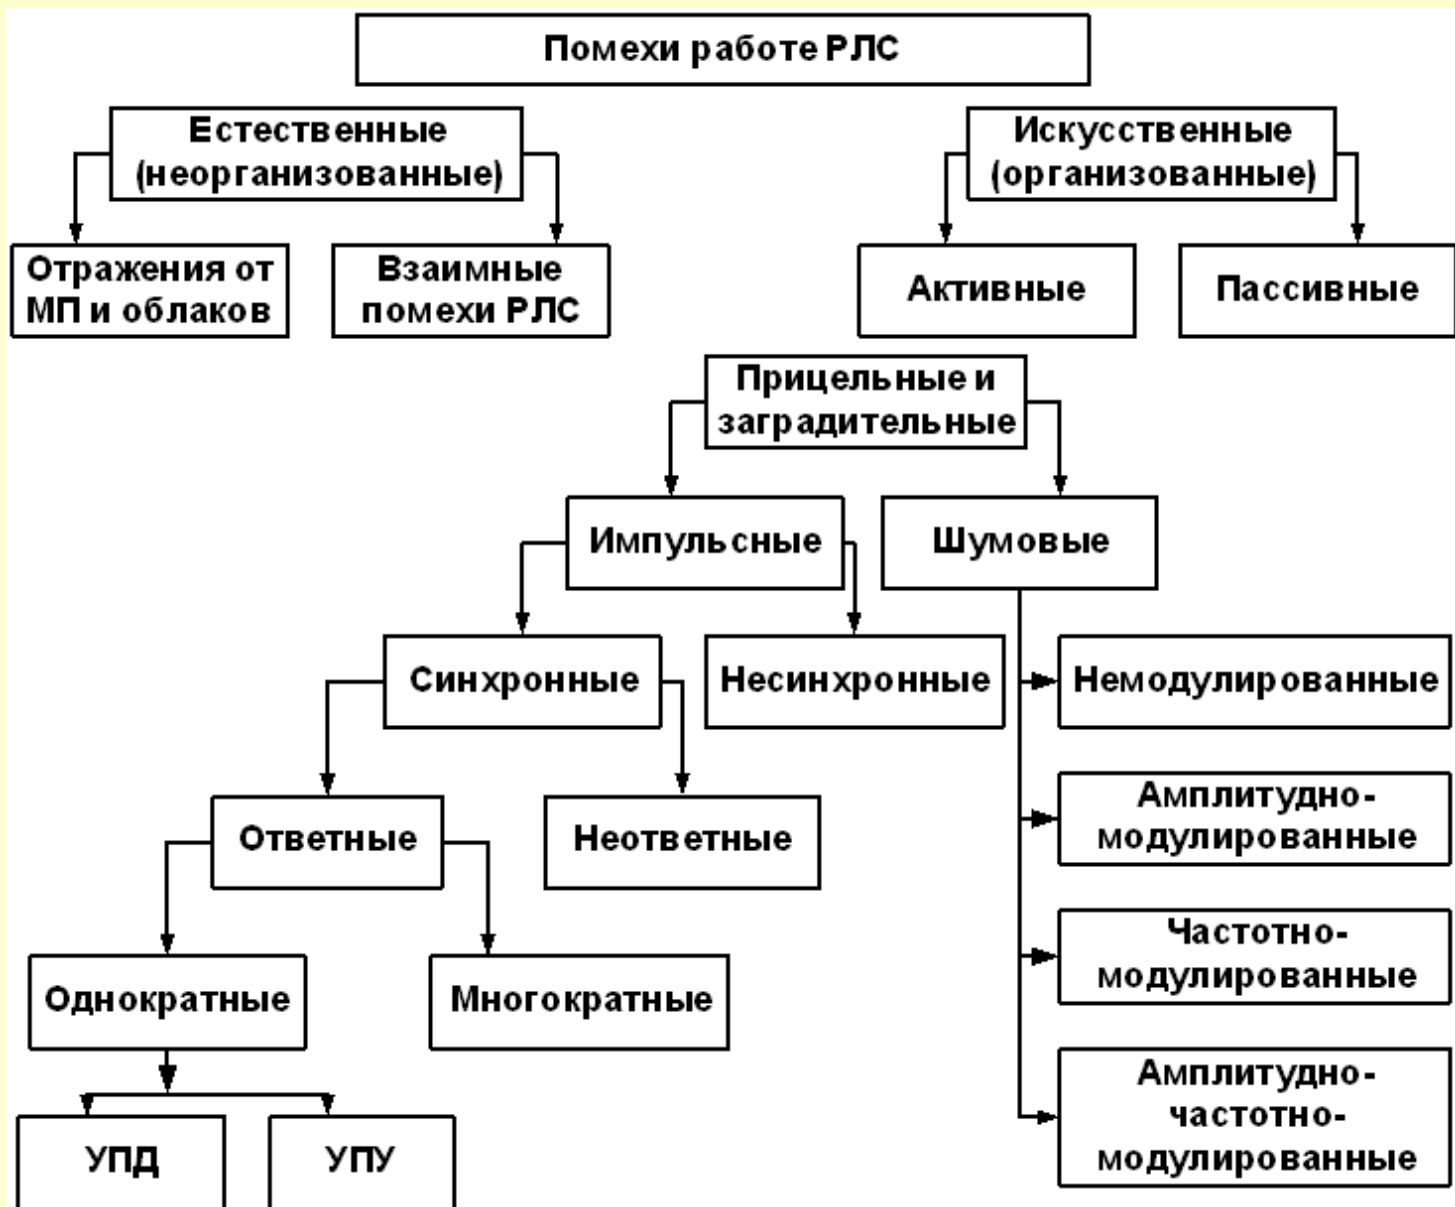 Помехи работе РЛС
Естественные
(неорганизованные)
Искусственные
(организованные)
Отражения от
МП и облаков
Взаимные
помехи РЛС
Активные
Пассивные
Прицельные и
заградительные
Импульсные
Шумовые
Синхронные
Несинхронные
Немодулированные
Амплитудно-
модулированные
Ответные
Неответные
Частотно-
модулированные
Однократные
Многократные
Амплитудно-
частотно-
модулированные
УПД
УПУ